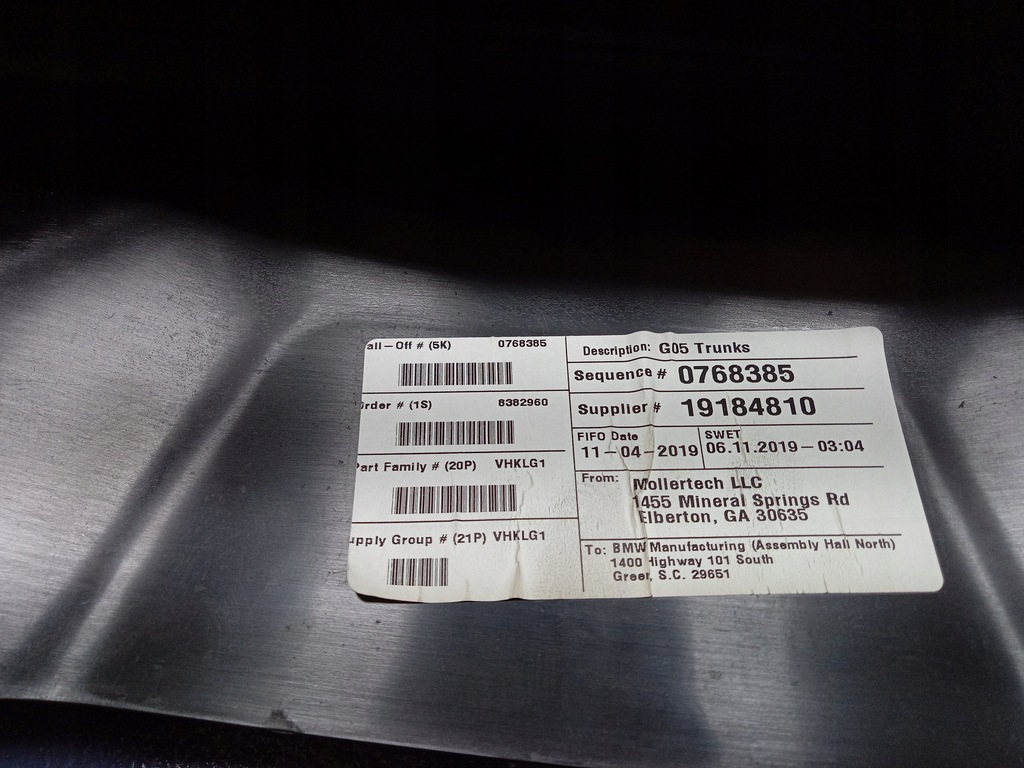 all-Off # (5K) 0768385
rder # (1S) 8382960
art Family # (20P) VHKLG1
upply Group # (21P) VHKLG1
Description: G05 Trunks
Sequence # 0768385
Supplier # 19184810
FIFO Date
11-04-2019
SWET
06.11.2019-03:04
From: Mollertech LLC
1455 Mineral Springs Rd
Elberton, GA 30635
To: BMW Manufacturing (Assembly Hall North)
1400 Highway 101 South
Greer, S.C. 29651